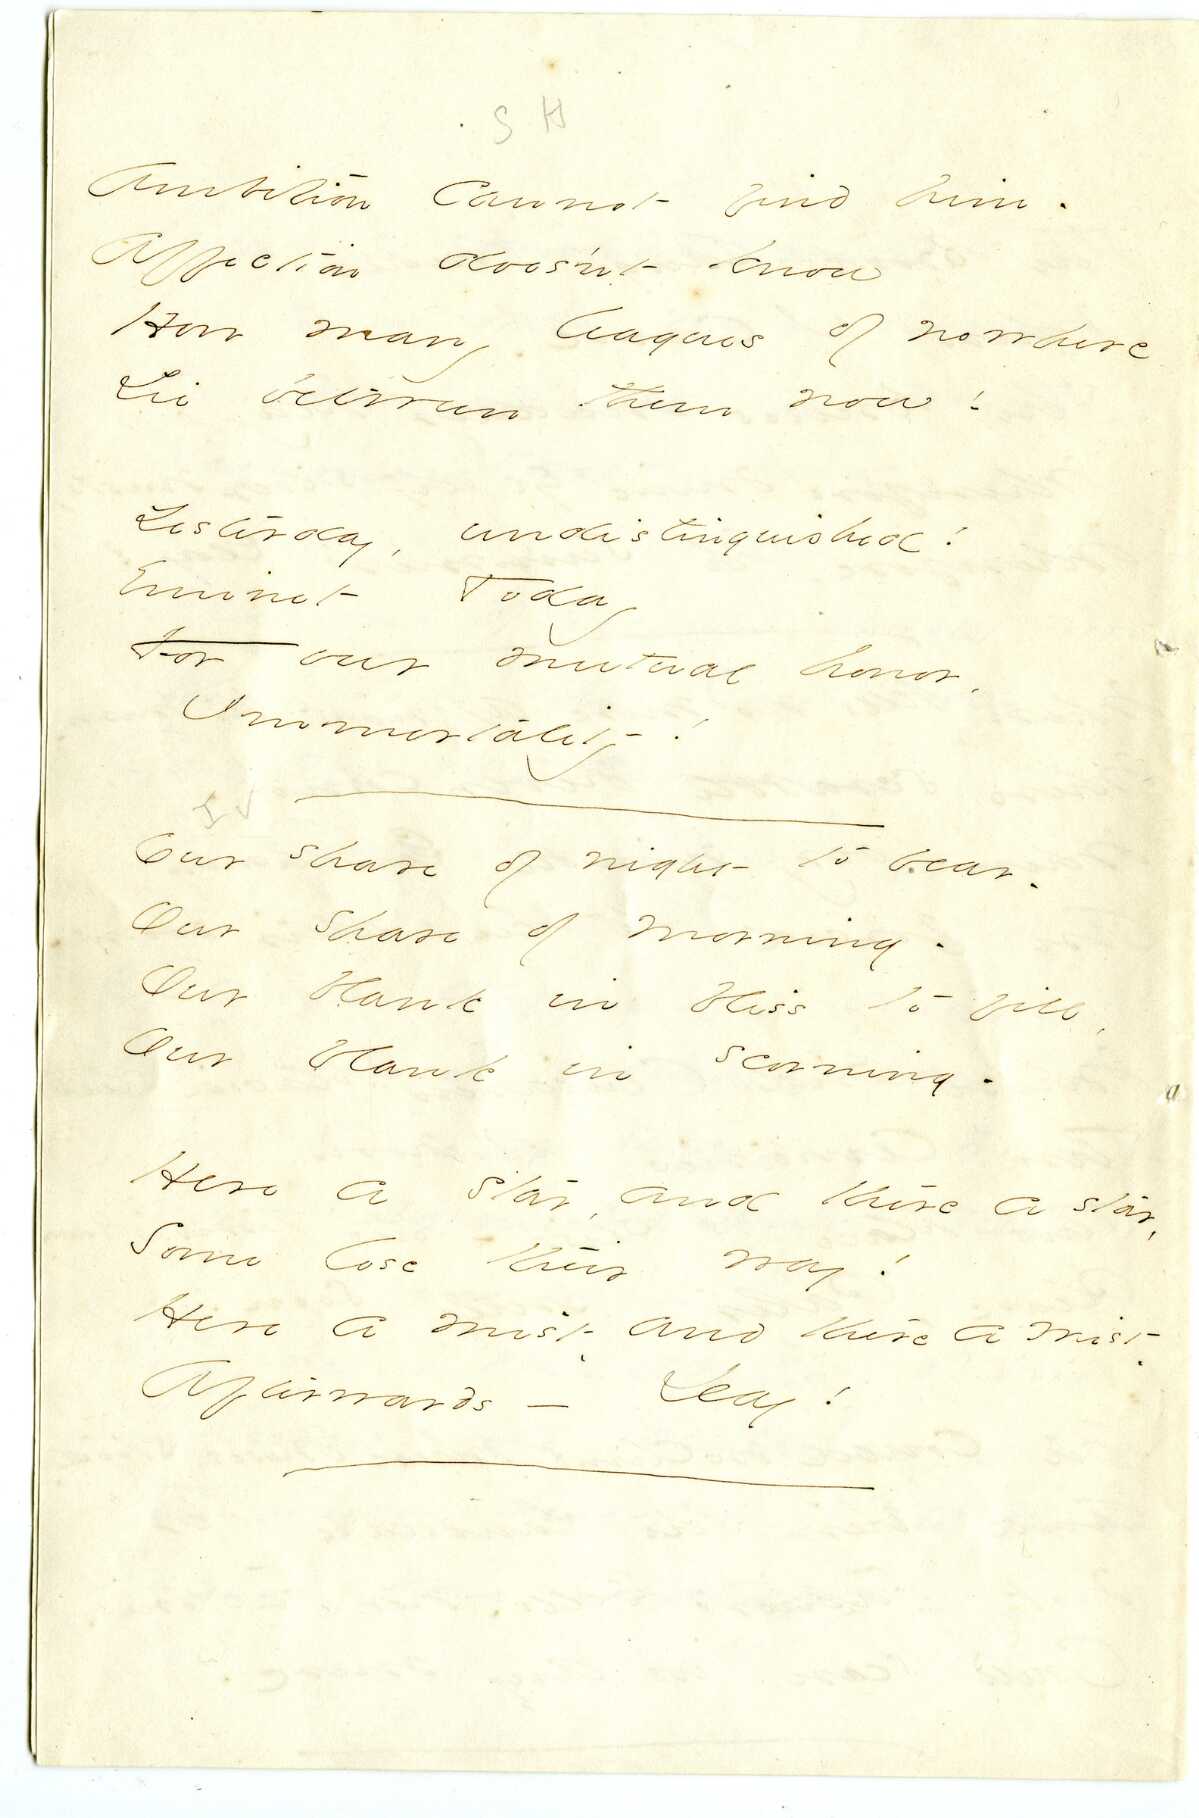 S H
Ambition cannot find him.
Affection does'nt know
How many leagues of nowhere
Lie between them now!
Yesterday, undistinguished!
Eminent Today
For our mutual honor,
Immortality!
Our share of night to bear.
Our share of morning.
Our blank in bliss to fill,
Our blank in scorning.
Here a star, and there a star,
Some lose their way!
Here a mist, and there a mist,
Afterwards — Day!